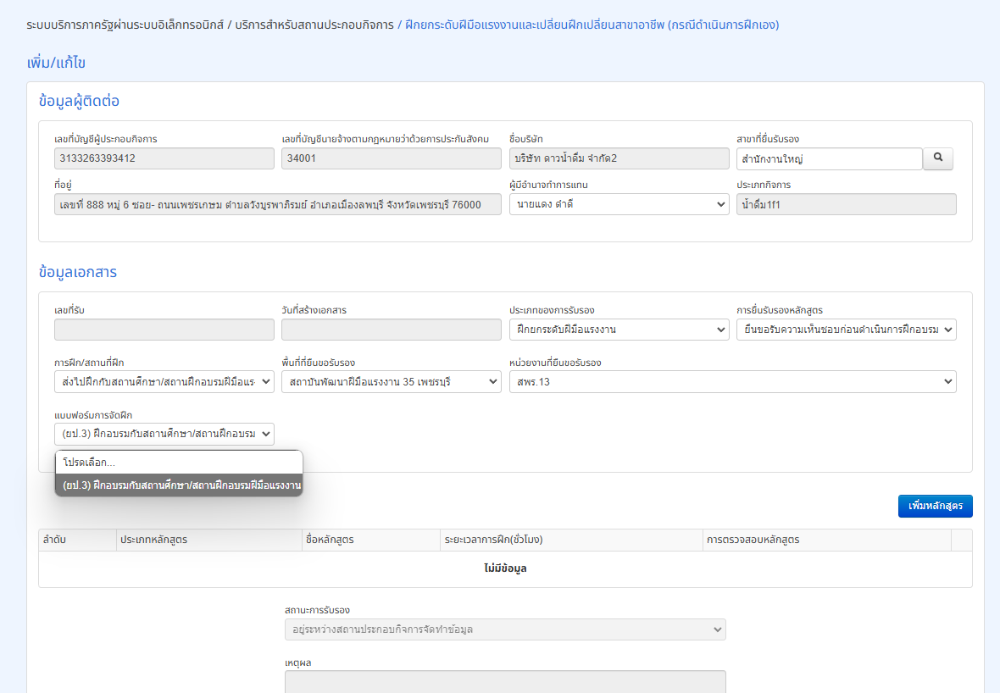 ระบบบริการภาครัฐผ่านระบบอิเล็กทรอนิกส์ / บริการสำหรับสถานประกอบกิจการ / ฝึกยกระดับฝีมือแรงงานและเปลี่ยนฝึกเปลี่ยนสาขาอาชีพ (กรณีดำเนินการฝึกเอง)
เพิ่ม/แก้ไข
ข้อมูลผู้ติดต่อ
เลขที่บัญชีผู้ประกอบกิจการ เลขที่บัญชีนายจ้างตามกฎหมายว่าด้วยการประกันสังคม ชื่อบริษัท สาขาที่ยื่นรับรอง
3133263393412 34001 บริษัท ดาวน้ำดื่ม จำกัด2 สำนักงานใหญ่
ที่อยู่ ผู้มีอำนาจทำการแทน ประเภทกิจการ
เลขที่ 888 หมู่ 6 ซอย- ถนนเพชรเกษม ตำบลวังบูรพาภิรมย์ อำเภอเมืองลพบุรี จังหวัดเพชรบุรี 76000 นายแดง ดำดี น้ำดื่ม1f1
ข้อมูลเอกสาร
เลขที่รับ วันที่สร้างเอกสาร ประเภทของการรับรอง การยื่นรับรองหลักสูตร
ฝึกยกระดับฝีมือแรงงาน ยื่นขอรับความเห็นชอบก่อนดำเนินการฝึกอบรม
การฝึก/สถานที่ฝึก พื้นที่ที่ยื่นขอรับรอง หน่วยงานที่ยื่นขอรับรอง
ส่งไปฝึกกับสถานศึกษา/สถานฝึกอบรมฝีมือแร สถาบันพัฒนาฝีมือแรงงาน 35 เพชรบุรี สพร.13
แบบฟอร์มการจัดฝึก
(ยป.3) ฝึกอบรมกับสถานศึกษา/สถานฝึกอบรม
โปรดเลือก...
(ยป.3) ฝึกอบรมกับสถานศึกษา/สถานฝึกอบรมฝีมือแรงงาน
เพิ่มหลักสูตร
ลำดับ ประเภทหลักสูตร ชื่อหลักสูตร ระยะเวลาการฝึก(ชั่วโมง) การตรวจสอบหลักสูตร
ไม่มีข้อมูล
สถานะการรับรอง
อยู่ระหว่างสถานประกอบกิจการจัดทำข้อมูล
เหตุผล